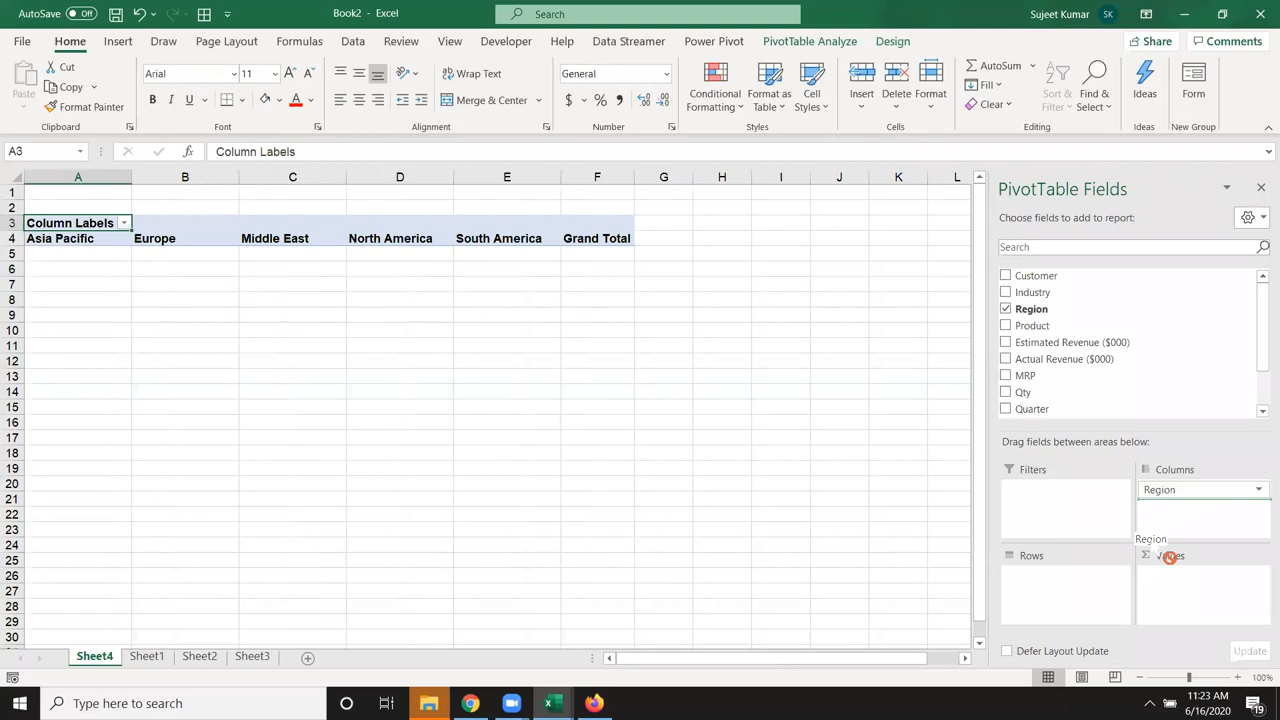 AutoSave Off Book2 - Excel Search Sujeet Kumar SK
File Home Insert Draw Page Layout Formulas Data Review View Developer Help Data Streamer Power Pivot PivotTable Analyze Design Share Comments
Paste Cut Copy Format Painter Clipboard
Arial 11 B I U A Font
Wrap Text Merge & Center Alignment
General $ % , Number
Conditional Formatting Format as Table Cell Styles Styles
Insert Delete Format Cells
AutoSum Fill Clear Sort & Filter Find & Select Editing
Ideas Ideas
Form New Group
A3 fx Column Labels
A B C D E F G H I J K L
1
2
3 Column Labels
4 Asia Pacific Europe Middle East North America South America Grand Total
5
6
7
8
9
10
11
12
13
14
15
16
17
18
19
20
21
22
23
24
25
26
27
28
29
30
PivotTable Fields
Choose fields to add to report:
Search
Customer
Industry
Region
Product
Estimated Revenue ($000)
Actual Revenue ($000)
MRP
Qty
Quarter
Drag fields between areas below:
Filters Columns
Region
Region
Rows Σ Values
Defer Layout Update Update
Sheet4 Sheet1 Sheet2 Sheet3
100%
Type here to search
11:23 AM
6/16/2020
19